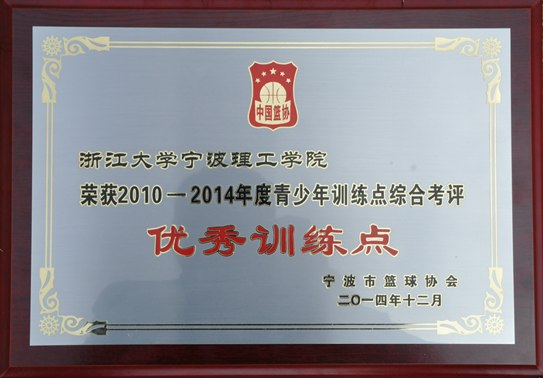 中国篮协
浙江大学宁波理工学院
荣获2010—2014年度青少年训练点综合考评
优秀训练点
宁波市篮球协会
二〇一四年十二月